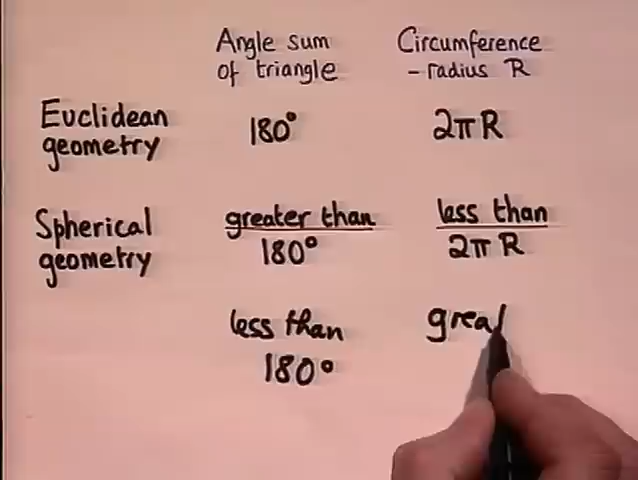 Angle sum
of triangle
Circumference
- radius R
Euclidean
geometry
180°
2πR
Spherical
geometry
greater than
180°
less than
2πR
less than
180°
grea